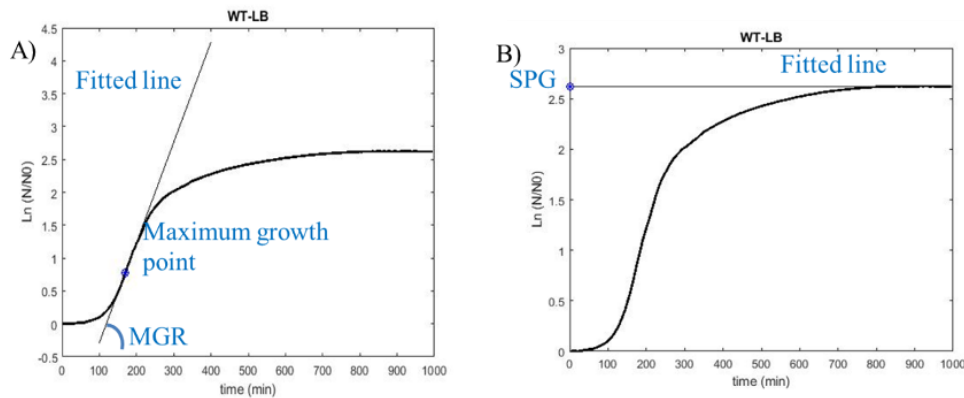 A)
WT-LB
4.5
4
3.5
3
2.5
2
1.5
1
0.5
0
-0.5
Ln (N/N0)
Fitted line
Maximum growth
point
MGR
0 100 200 300 400 500 600 700 800 900 1000
time (min)
B)
WT-LB
3
2.5
2
1.5
1
0.5
0
Ln (N/N0)
SPG
Fitted line
0 100 200 300 400 500 600 700 800 900 1000
time (min)